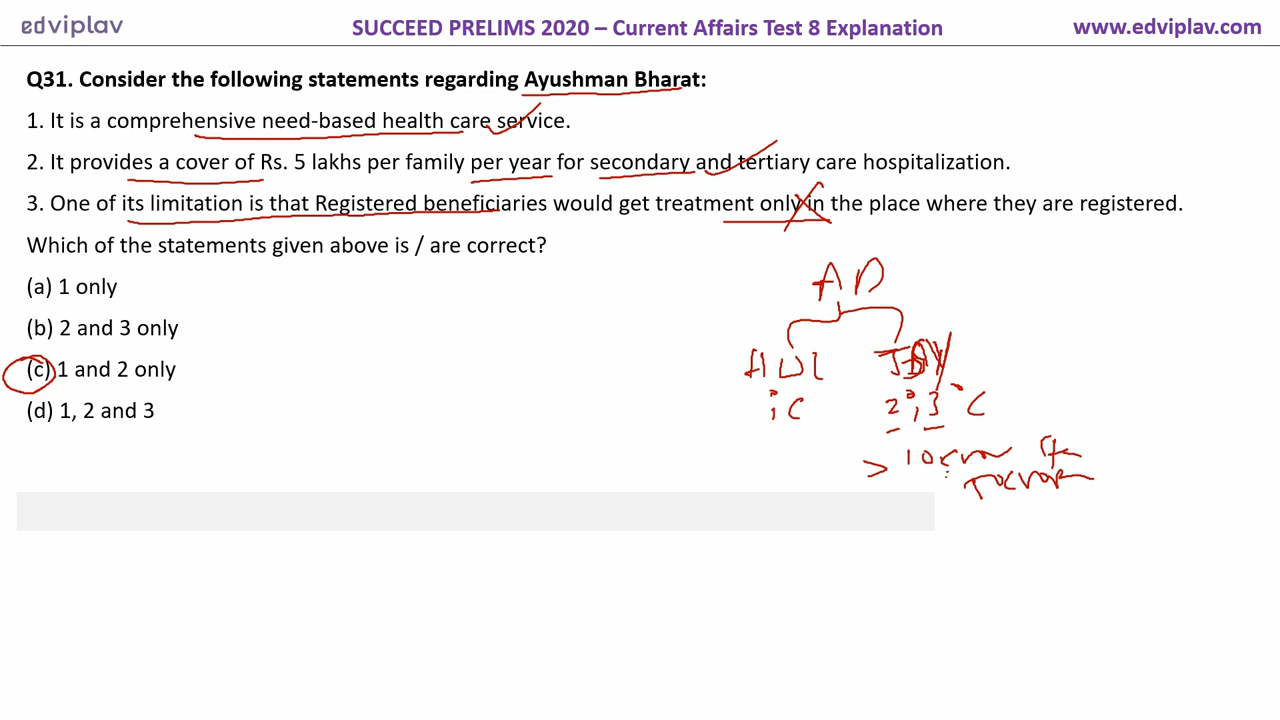 edviplav
SUCCEED PRELIMS 2020 – Current Affairs Test 8 Explanation
www.edviplav.com
Q31. Consider the following statements regarding Ayushman Bharat:
1. It is a comprehensive need-based health care service.
2. It provides a cover of Rs. 5 lakhs per family per year for secondary and tertiary care hospitalization.
3. One of its limitation is that Registered beneficiaries would get treatment only in the place where they are registered.
Which of the statements given above is / are correct?
(a) 1 only
(b) 2 and 3 only
(c) 1 and 2 only
(d) 1, 2 and 3